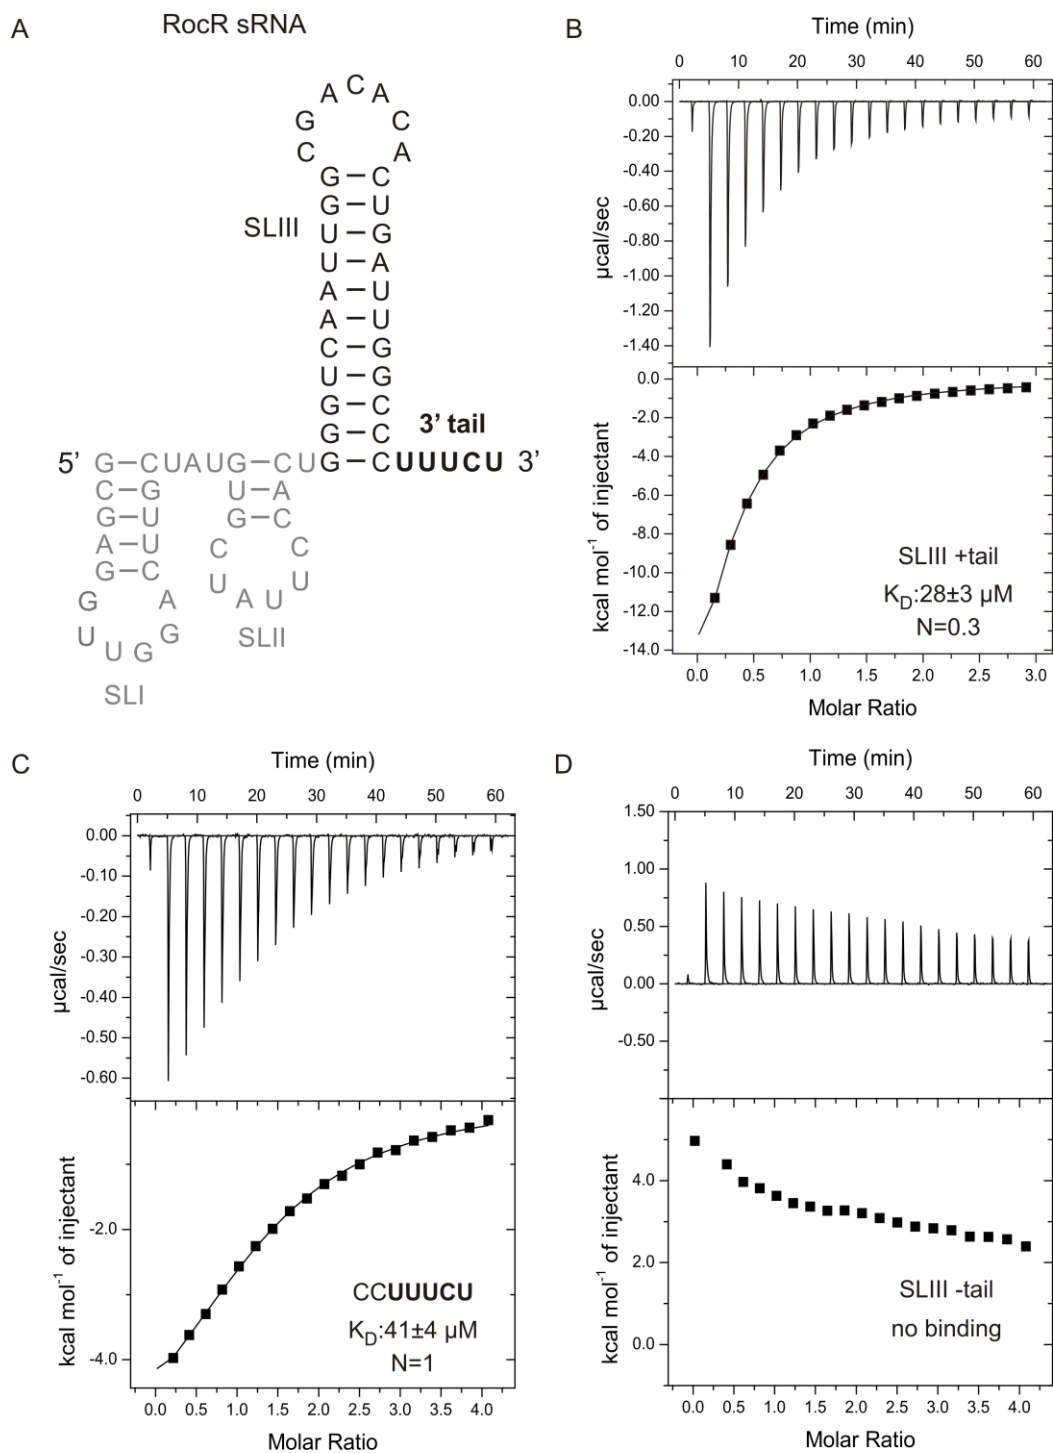 A
RocR sRNA
A C A
G C
C A
G – C
G U
U – G
SLIII
U – A
A – U
A – U
C – G
U – G
G – C
G – C
3' tail
5' G–CUAUG–CUG–CUUUCU 3'
C–G U–A
G–U G–C
A–U C C
G–C U A U U
G A
U U G G
SLII
SLI
B
Time (min)
0 10 20 30 40 50 60
0.00
-0.20
-0.40
-0.60
-0.80
-1.00
-1.20
-1.40
µcal/sec
0.0
-2.0
-4.0
-6.0
-8.0
-10.0
-12.0
-14.0
kcal mol⁻¹ of injectant
SLIII +tail
K_D:28±3 µM
N=0.3
0.0 0.5 1.0 1.5 2.0 2.5 3.0
Molar Ratio
C
Time (min)
0 10 20 30 40 50 60
0.00
-0.10
-0.20
-0.30
-0.40
-0.50
-0.60
µcal/sec
-2.0
-4.0
kcal mol⁻¹ of injectant
CCUUUCU
K_D:41±4 µM
N=1
0.0 0.5 1.0 1.5 2.0 2.5 3.0 3.5 4.0
Molar Ratio
D
Time (min)
0 10 20 30 40 50 60
1.50
1.00
0.50
0.00
-0.50
µcal/sec
4.0
2.0
0.0
kcal mol⁻¹ of injectant
SLIII -tail
no binding
0.0 0.5 1.0 1.5 2.0 2.5 3.0 3.5 4.0
Molar Ratio